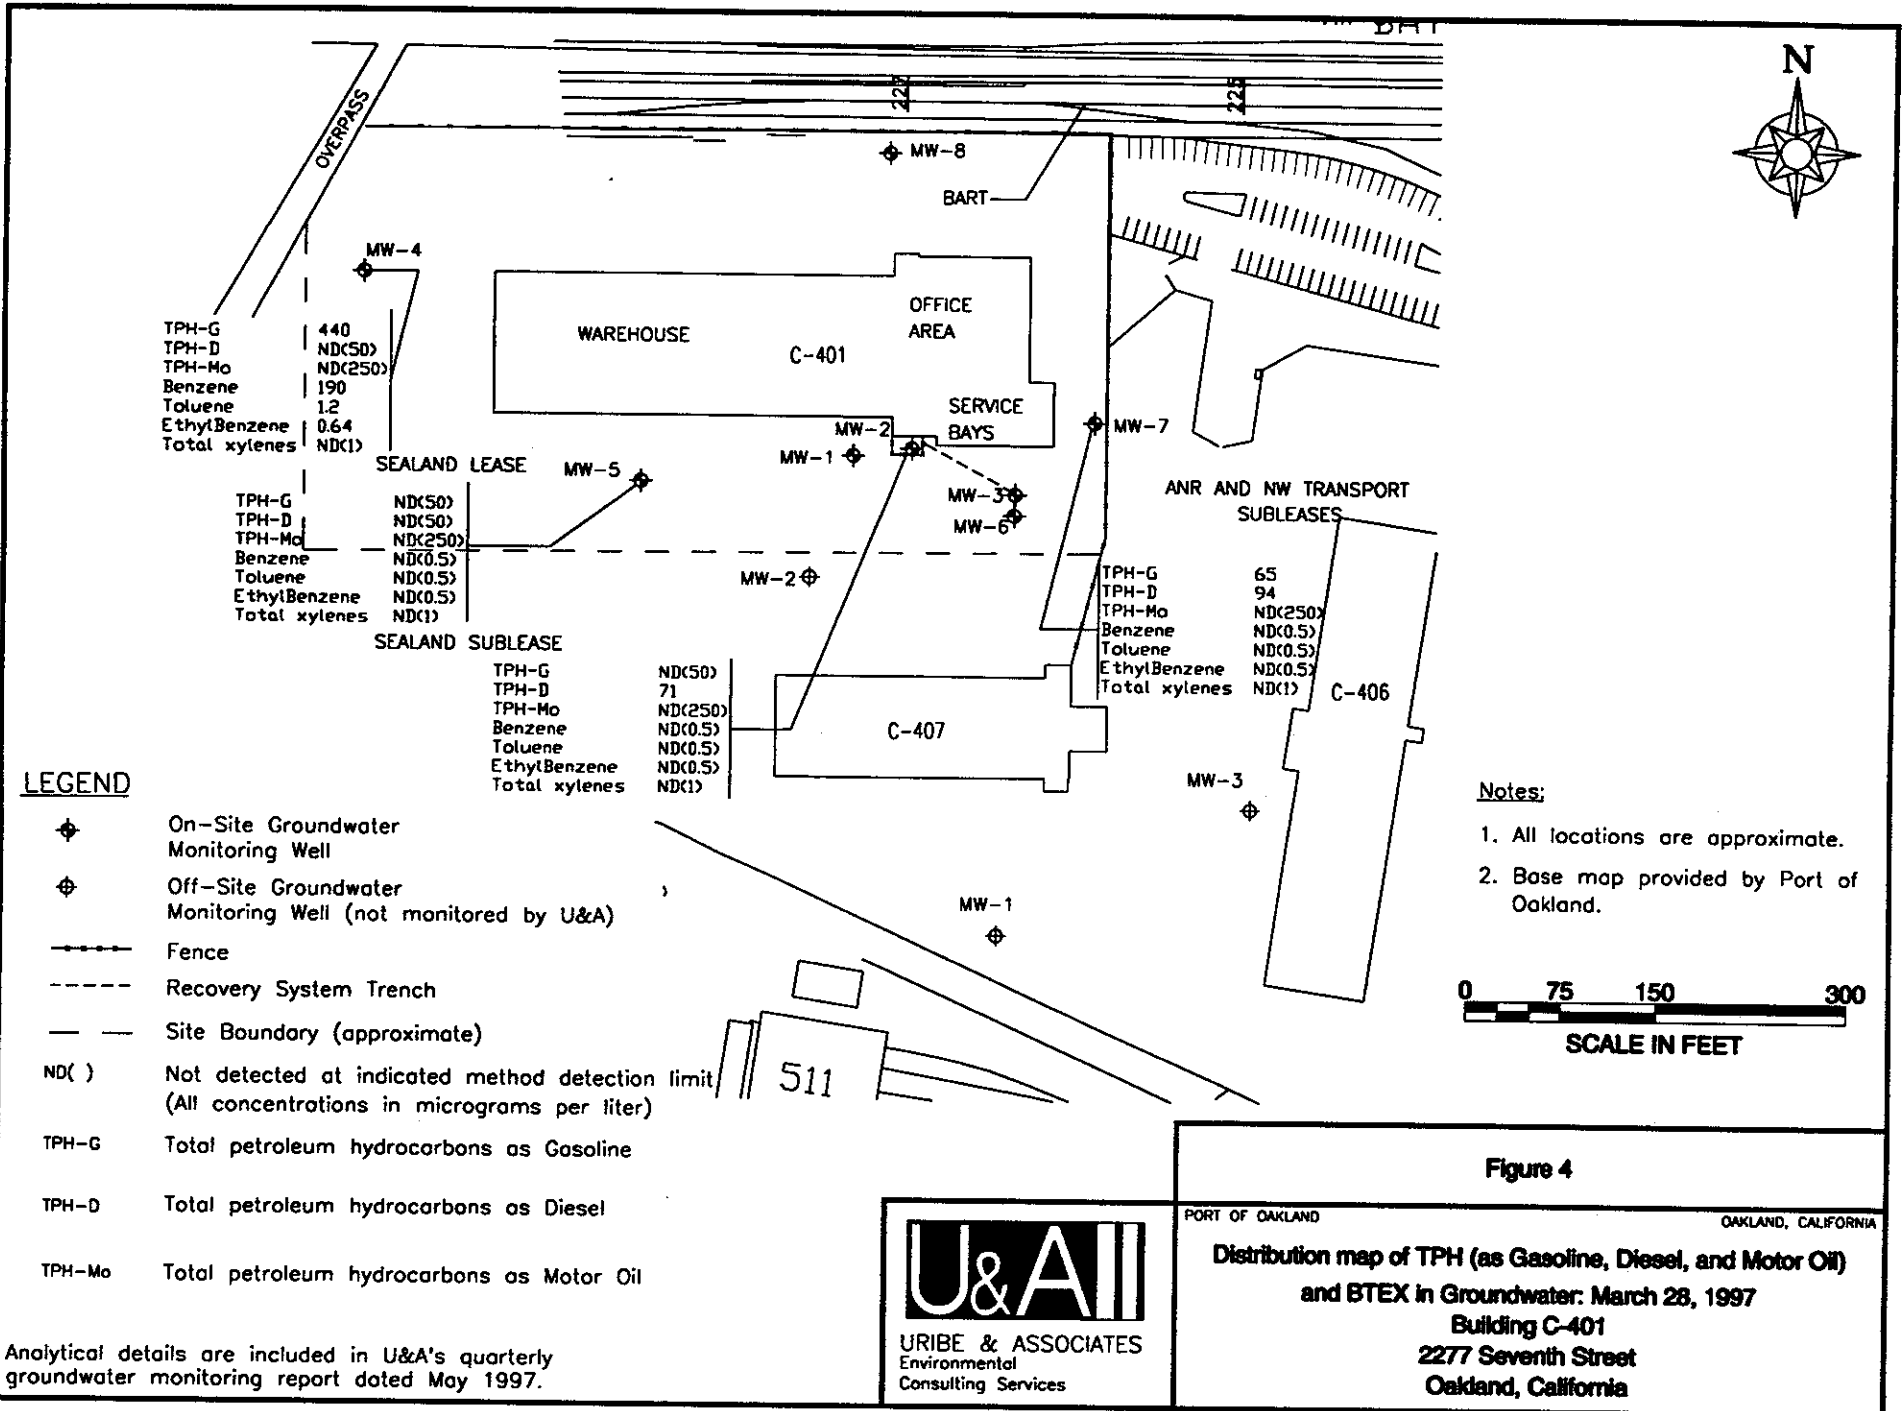 N
OVERPASS
227
225
MW-8
BART
MW-4
OFFICE
AREA
WAREHOUSE
C-401
TPH-G 440
TPH-D ND(50)
TPH-Mo ND(250)
Benzene 190
Toluene 1.2
EthylBenzene 0.64
Total xylenes ND(1)
SERVICE
BAYS
MW-2
MW-7
MW-1
SEALAND LEASE
MW-5
MW-3
MW-6
ANR AND NW TRANSPORT
SUBLEASES
TPH-G ND(50)
TPH-D ND(50)
TPH-Mo ND(250)
Benzene ND(0.5)
Toluene ND(0.5)
EthylBenzene ND(0.5)
Total xylenes ND(1)
MW-2
TPH-G 65
TPH-D 94
TPH-Mo ND(250)
Benzene ND(0.5)
Toluene ND(0.5)
EthylBenzene ND(0.5)
Total xylenes ND(1)
SEALAND SUBLEASE
TPH-G ND(50)
TPH-D 71
TPH-Mo ND(250)
Benzene ND(0.5)
Toluene ND(0.5)
EthylBenzene ND(0.5)
Total xylenes ND(1)
C-406
C-407
MW-3
MW-1
511
LEGEND
On-Site Groundwater
Monitoring Well
Off-Site Groundwater
Monitoring Well (not monitored by U&A)
Fence
Recovery System Trench
Site Boundary (approximate)
ND( ) Not detected at indicated method detection limit
(All concentrations in micrograms per liter)
TPH-G Total petroleum hydrocarbons as Gasoline
TPH-D Total petroleum hydrocarbons as Diesel
TPH-Mo Total petroleum hydrocarbons as Motor Oil
Analytical details are included in U&A's quarterly
groundwater monitoring report dated May 1997.
Notes:
1. All locations are approximate.
2. Base map provided by Port of
Oakland.
0 75 150 300
SCALE IN FEET
U&A
URIBE & ASSOCIATES
Environmental
Consulting Services
Figure 4
PORT OF OAKLAND OAKLAND, CALIFORNIA
Distribution map of TPH (as Gasoline, Diesel, and Motor Oil)
and BTEX in Groundwater: March 28, 1997
Building C-401
2277 Seventh Street
Oakland, California